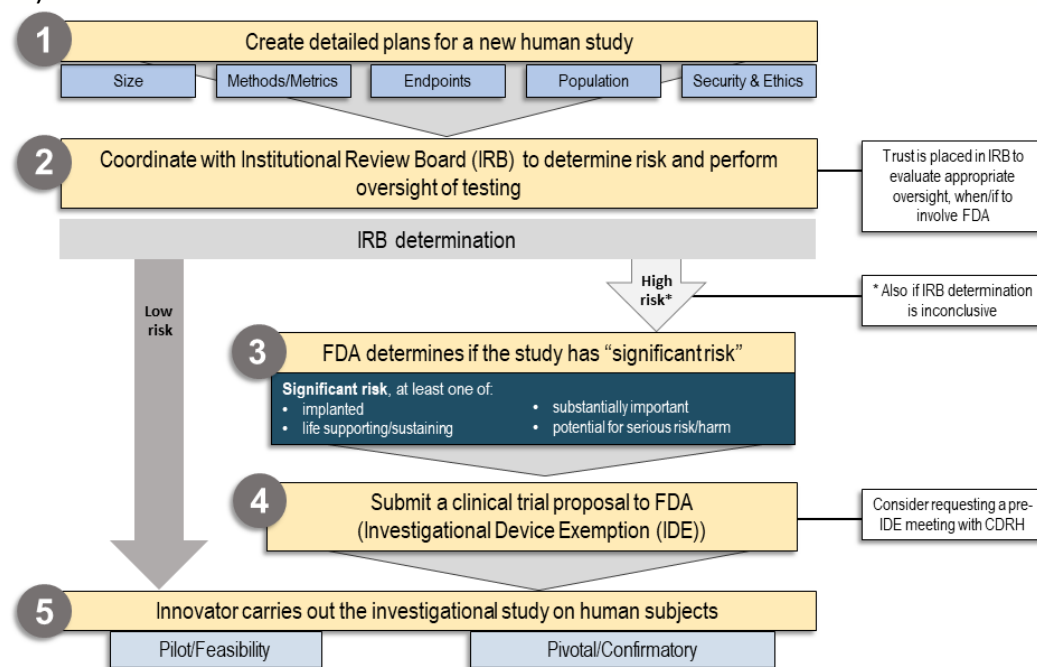 1
Create detailed plans for a new human study
Size
Methods/Metrics
Endpoints
Population
Security & Ethics
2
Coordinate with Institutional Review Board (IRB) to determine risk and perform
oversight of testing
Trust is placed in IRB to
evaluate appropriate
oversight, when/if to
involve FDA
IRB determination
Low
risk
High
risk*
* Also if IRB determination
is inconclusive
3
FDA determines if the study has “significant risk”
Significant risk, at least one of:
• implanted
• life supporting/sustaining
• substantially important
• potential for serious risk/harm
4
Submit a clinical trial proposal to FDA
(Investigational Device Exemption (IDE))
Consider requesting a pre-
IDE meeting with CDRH
5
Innovator carries out the investigational study on human subjects
Pilot/Feasibility
Pivotal/Confirmatory